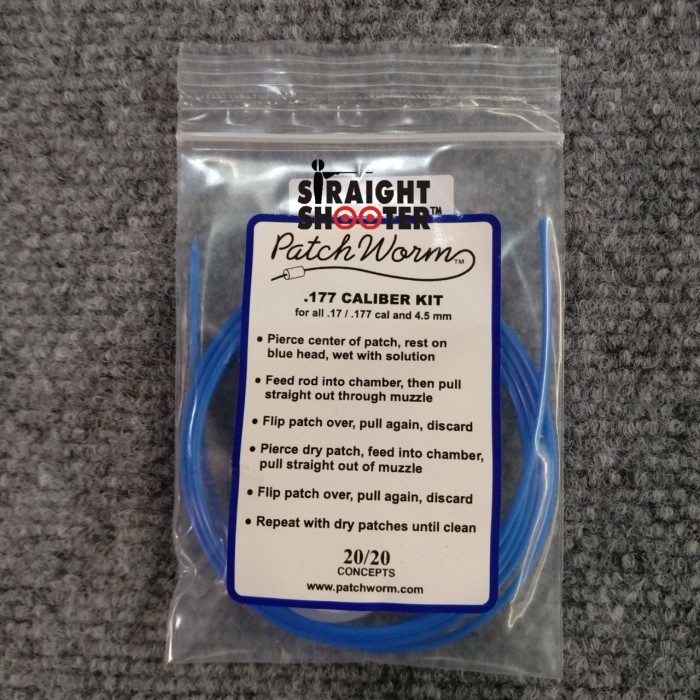 STRAIGHT
SHOOTER™
Patch Worm™
.177 CALIBER KIT
for all .17 / .177 cal and 4.5 mm
• Pierce center of patch, rest on
blue head, wet with solution
• Feed rod into chamber, then pull
straight out through muzzle
• Flip patch over, pull again, discard
• Pierce dry patch, feed into chamber,
pull straight out of muzzle
• Flip patch over, pull again, discard
• Repeat with dry patches until clean
20/20
CONCEPTS
www.patchworm.com